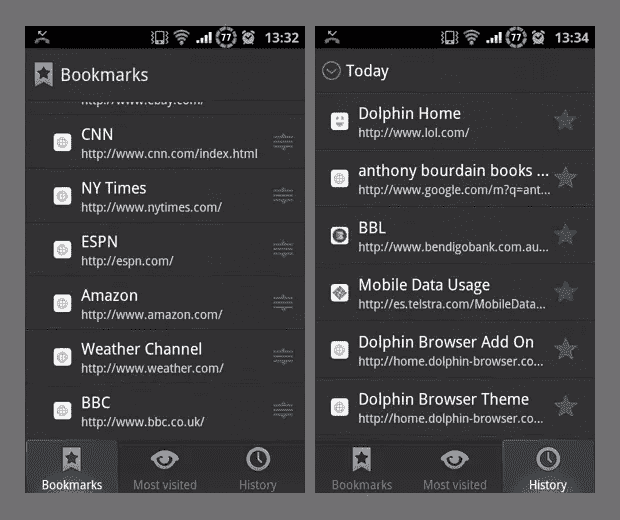 77 13:32
Bookmarks
http://www.ebay.com/
CNN
http://www.cnn.com/index.html
NY Times
http://www.nytimes.com/
ESPN
http://espn.com/
Amazon
http://www.amazon.com/
Weather Channel
http://www.weather.com/
BBC
http://www.bbc.co.uk/
Bookmarks Most visited History
77 13:34
Today
Dolphin Home
http://www.lol.com/
anthony bourdain books ...
http://www.google.com/m?q=ant...
BBL
http://www.bendigobank.com.au...
Mobile Data Usage
http://es.telstra.com/MobileData...
Dolphin Browser Add On
http://home.dolphin-browser.co...
Dolphin Browser Theme
http://home.dolphin-browser.co...
Bookmarks Most visited History